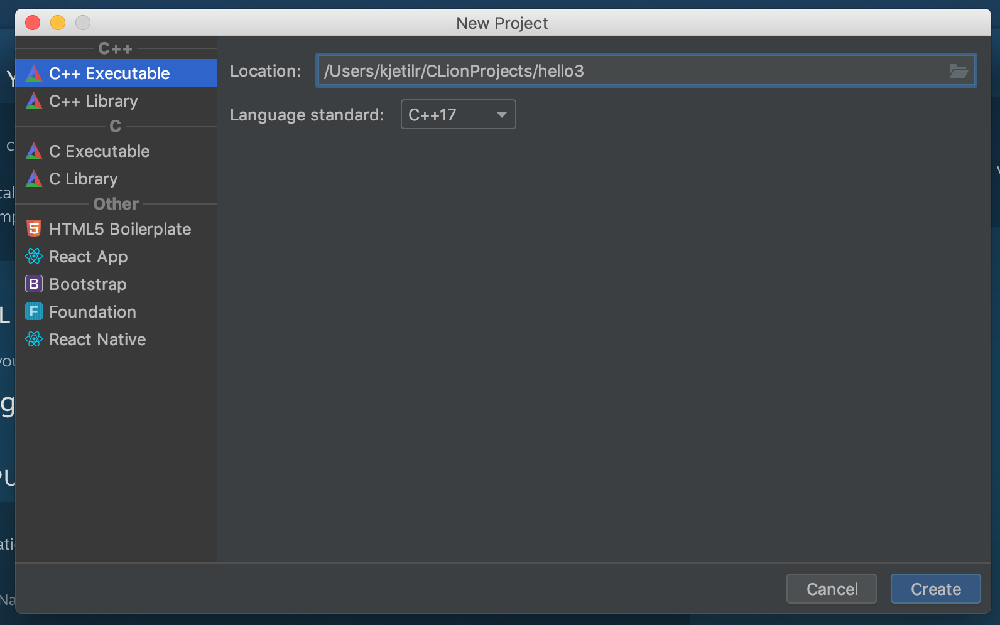 New Project
C++
C++ Executable
C++ Library
C
C Executable
C Library
Other
HTML5 Boilerplate
React App
B Bootstrap
F Foundation
React Native
Location: /Users/kjetilr/CLionProjects/hello3
Language standard: C++17
Cancel
Create